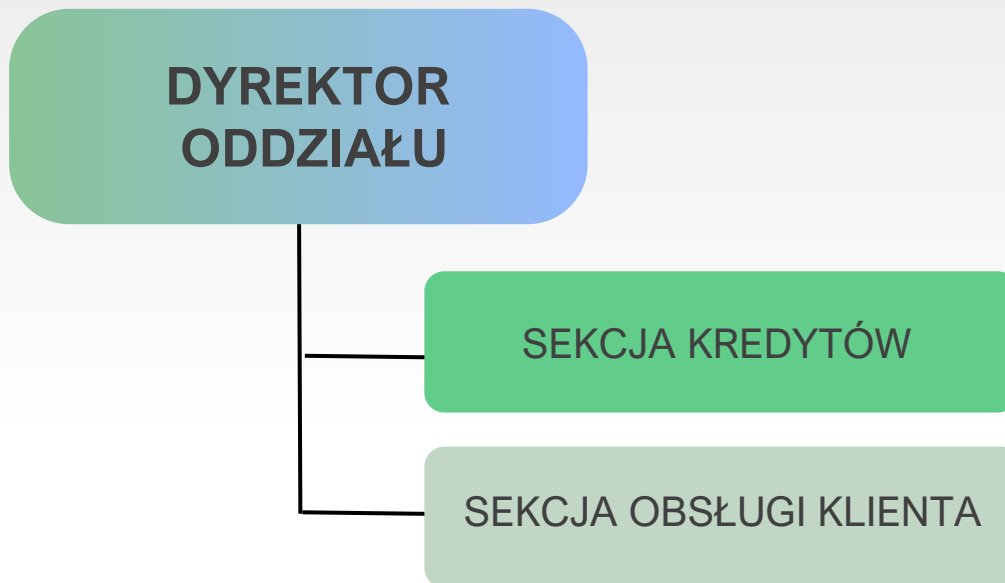 DYREKTOR
ODDZIAŁU
SEKCJA KREDYTÓW
SEKCJA OBSŁUGI KLIENTA